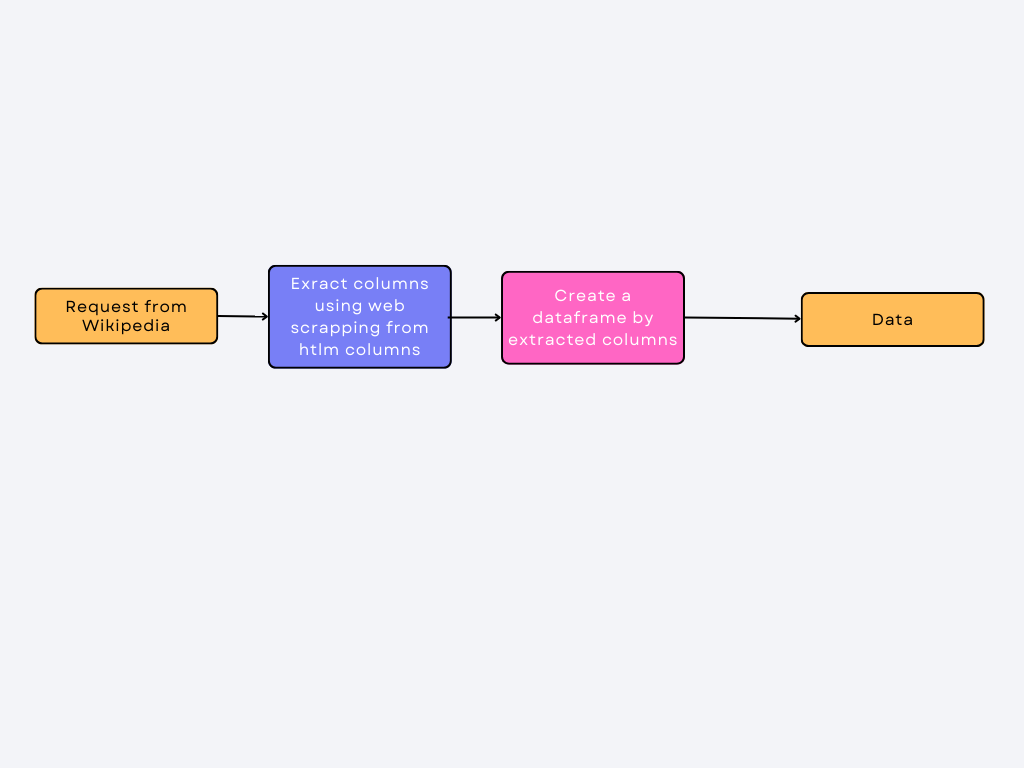 Request from
Wikipedia
Exract columns
using web
scrapping from
htlm columns
Create a
dataframe by
extracted columns
Data